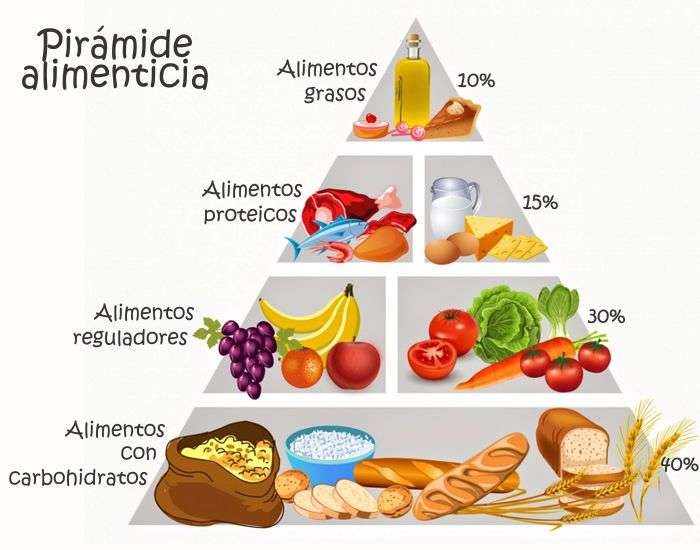 Pirámide
alimenticia
Alimentos
grasos
10%
Alimentos
proteicos
15%
Alimentos
reguladores
30%
Alimentos
con
carbohidratos
40%